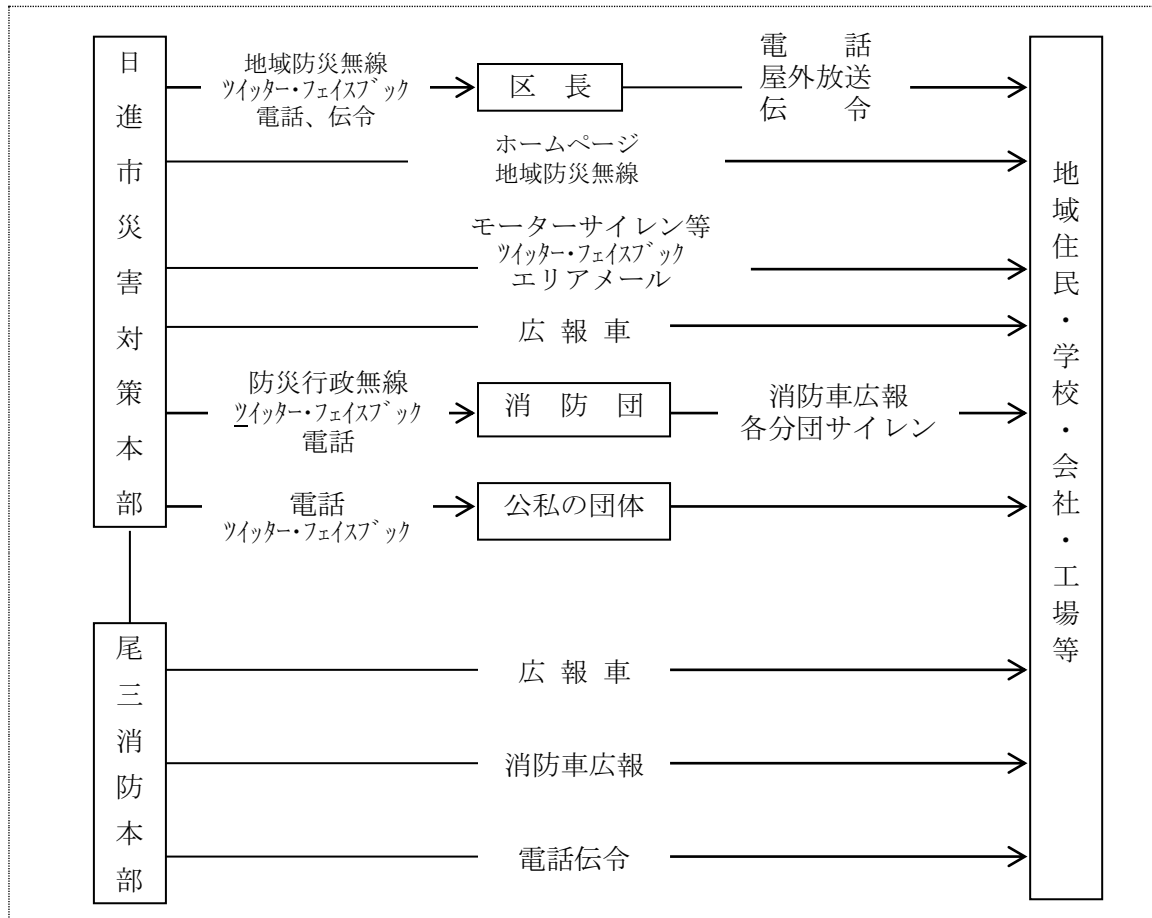 日進市災害対策本部
地域防災無線
ﾂｲｯﾀｰ・ﾌｪｲｽﾌﾞｯｸ
電話、伝令
区　長
電　　話
屋外放送
伝　　令
ホームページ
地域防災無線
モーターサイレン等
ﾂｲｯﾀｰ・ﾌｪｲｽﾌﾞｯｸ
エリアメール
広 報 車
防災行政無線
ﾂｲｯﾀｰ・ﾌｪｲｽﾌﾞｯｸ
電話
消　防　団
消防車広報
各分団サイレン
電話
ﾂｲｯﾀｰ・ﾌｪｲｽﾌﾞｯｸ
公私の団体
尾三消防本部
広 報 車
消防車広報
電話伝令
地域住民・学校・会社・工場等